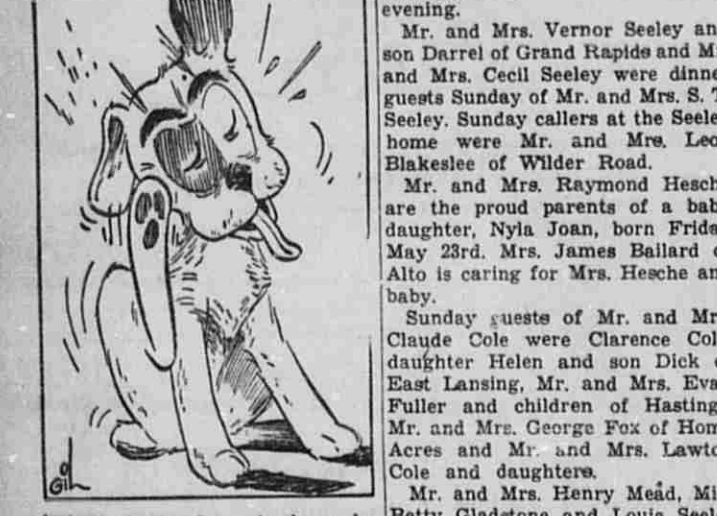 evening.
Mr. and Mrs. Vernor Seeley an
son Darrel of Grand Rapids and M
and Mrs. Cecil Seeley were dinne
guests Sunday of Mr. and Mrs. S. T
Seeley. Sunday callers at the Seele
home were Mr. and Mrs. Leo
Blakeslee of Wilder Road.
Mr. and Mrs. Raymond Hesch
are the proud parents of a bab
daughter, Nyla Joan, born Frida
May 23rd. Mrs. James Ballard o
Alto is caring for Mrs. Hesche an
baby.
Sunday guests of Mr. and Mr
Claude Cole were Clarence Col
daughter Helen and son Dick o
East Lansing, Mr. and Mrs. Eva
Fuller and children of Hasting
Mr. and Mrs. George Fox of Hom
Acres and Mr. and Mrs. Lawto
Cole and daughters.
Mr. and Mrs. Henry Mead, Mi
Betty Gladstone and Louis Seel
GIL